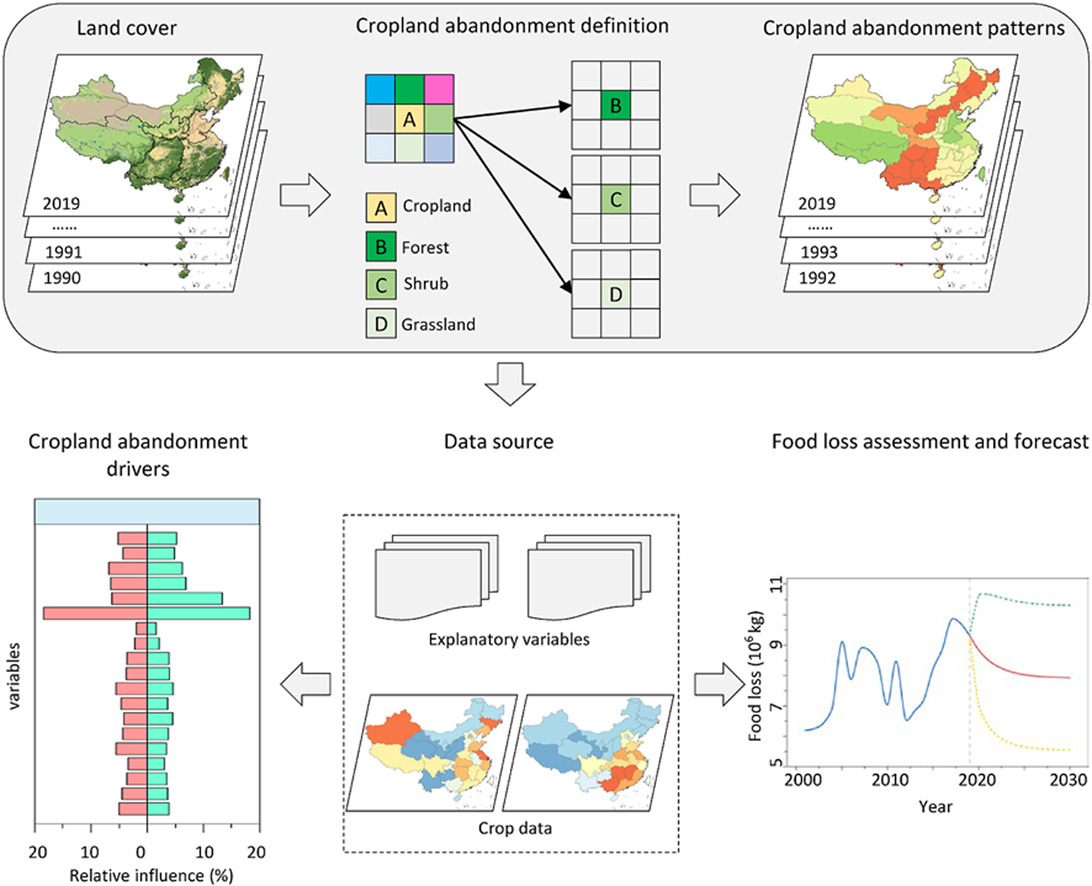 Land cover
Cropland abandonment definition
Cropland abandonment patterns
2019
......
1991
1990
A
A Cropland
B Forest
C Shrub
D Grassland
B
C
D
2019
......
1993
1992
Cropland abandonment
drivers
variables
20 10 0 10 20
Relative influence (%)
Data source
Explanatory variables
Crop data
Food loss assessment and forecast
Food loss (10⁶ kg)
11
9
7
5
2000 2010 2020 2030
Year